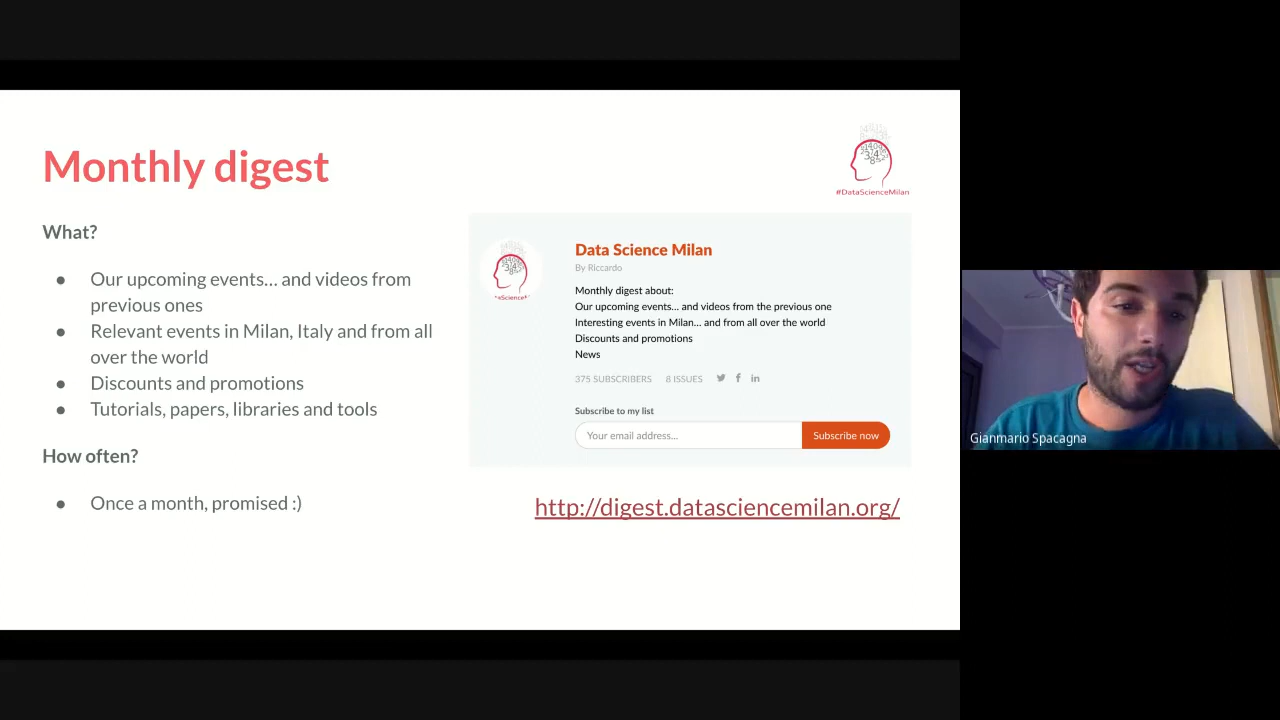 Monthly digest
#DataScienceMilan
What?
● Our upcoming events... and videos from
previous ones
● Relevant events in Milan, Italy and from all
over the world
● Discounts and promotions
● Tutorials, papers, libraries and tools
How often?
● Once a month, promised :)
Data Science Milan
By Riccardo
Monthly digest about:
Our upcoming events... and videos from the previous one
Interesting events in Milan... and from all over the world
Discounts and promotions
News
375 SUBSCRIBERS 8 ISSUES
Subscribe to my list
Your email address... Subscribe now
http://digest.datasciencemilan.org/
Gianmario Spacagna